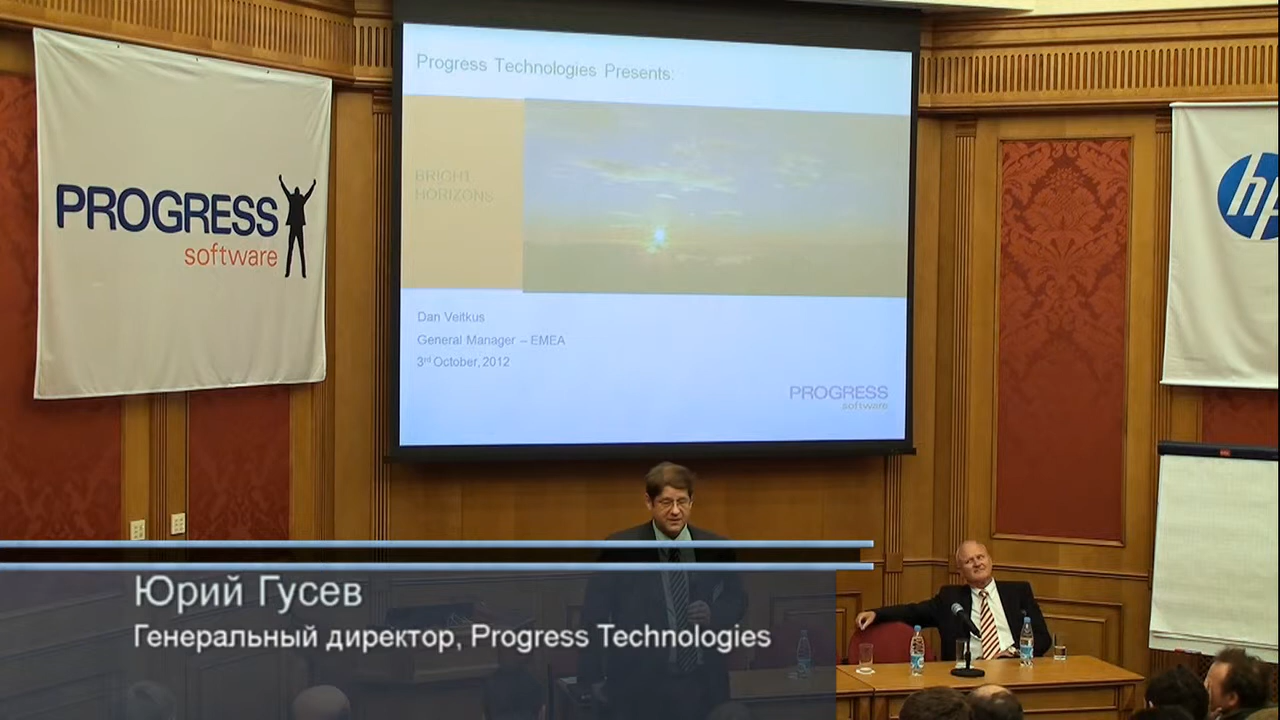 PROGRESS
software
Progress Technologies Presents:
BRIGHT
HORIZONS
Dan Veitkus
General Manager – EMEA
3rd October, 2012
PROGRESS
software
hp
Юрий Гусев
Генеральный директор, Progress Technologies